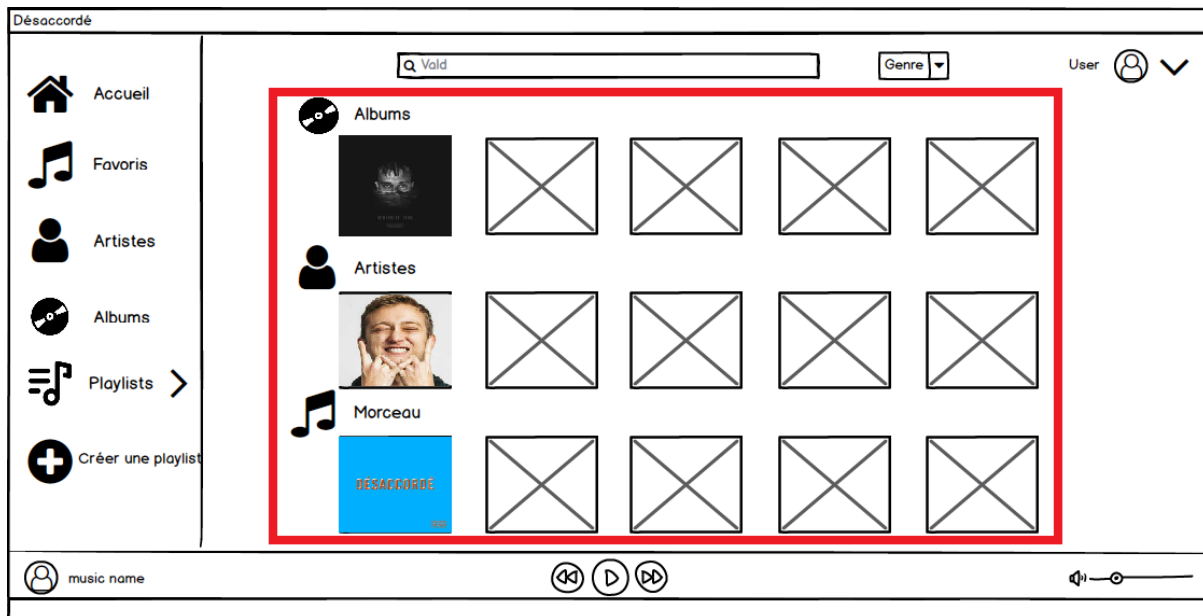 Désaccordé
Vald
Genre
User
Accueil
Favoris
Artistes
Albums
Playlists
Créer une playlist
Albums
Artistes
Morceau
DÉSACCORDÉ
music name